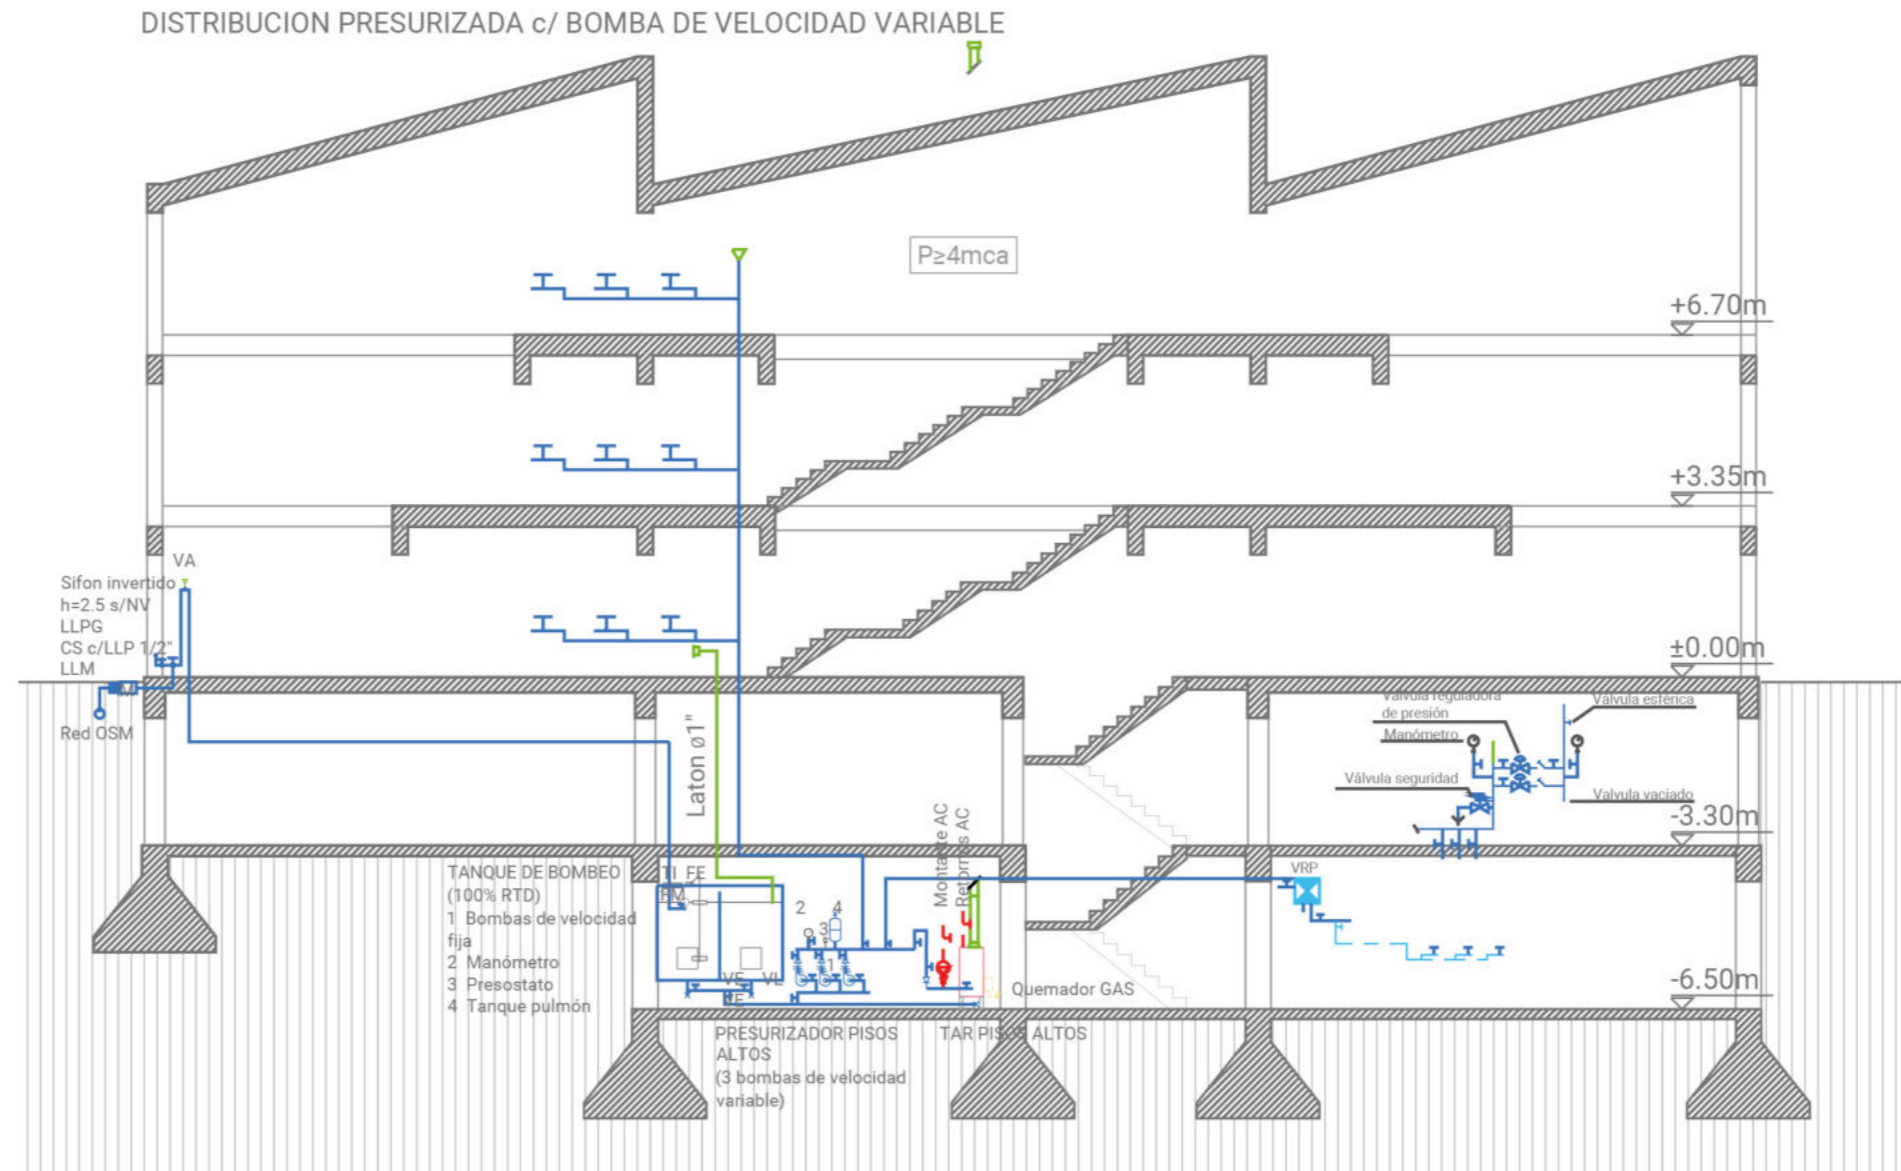 DISTRIBUCION PRESURIZADA c/ BOMBA DE VELOCIDAD VARIABLE
P≥4mca
+6.70m
+3.35m
VA
Sifon invertido
h=2.5 s/NV
LLPG
CS c/LLP 1/2"
LLM
±0.00m
M
Red OSM
Laton ø1"
Valvula reguladora
de presión
Manómetro
Válvula seguridad
Válvula esférica
Valvula vaciado
-3.30m
Montante AC
Retornos AC
TANQUE DE BOMBEO
(100% RTD)
1 Bombas de velocidad
fija
2 Manómetro
3 Presostato
4 Tanque pulmón
TI FE
FM
2
4
3
1
VE VL
VRP
Quemador GAS
-6.50m
PRESURIZADOR PISOS
ALTOS
(3 bombas de velocidad
variable)
TAR PISOS ALTOS